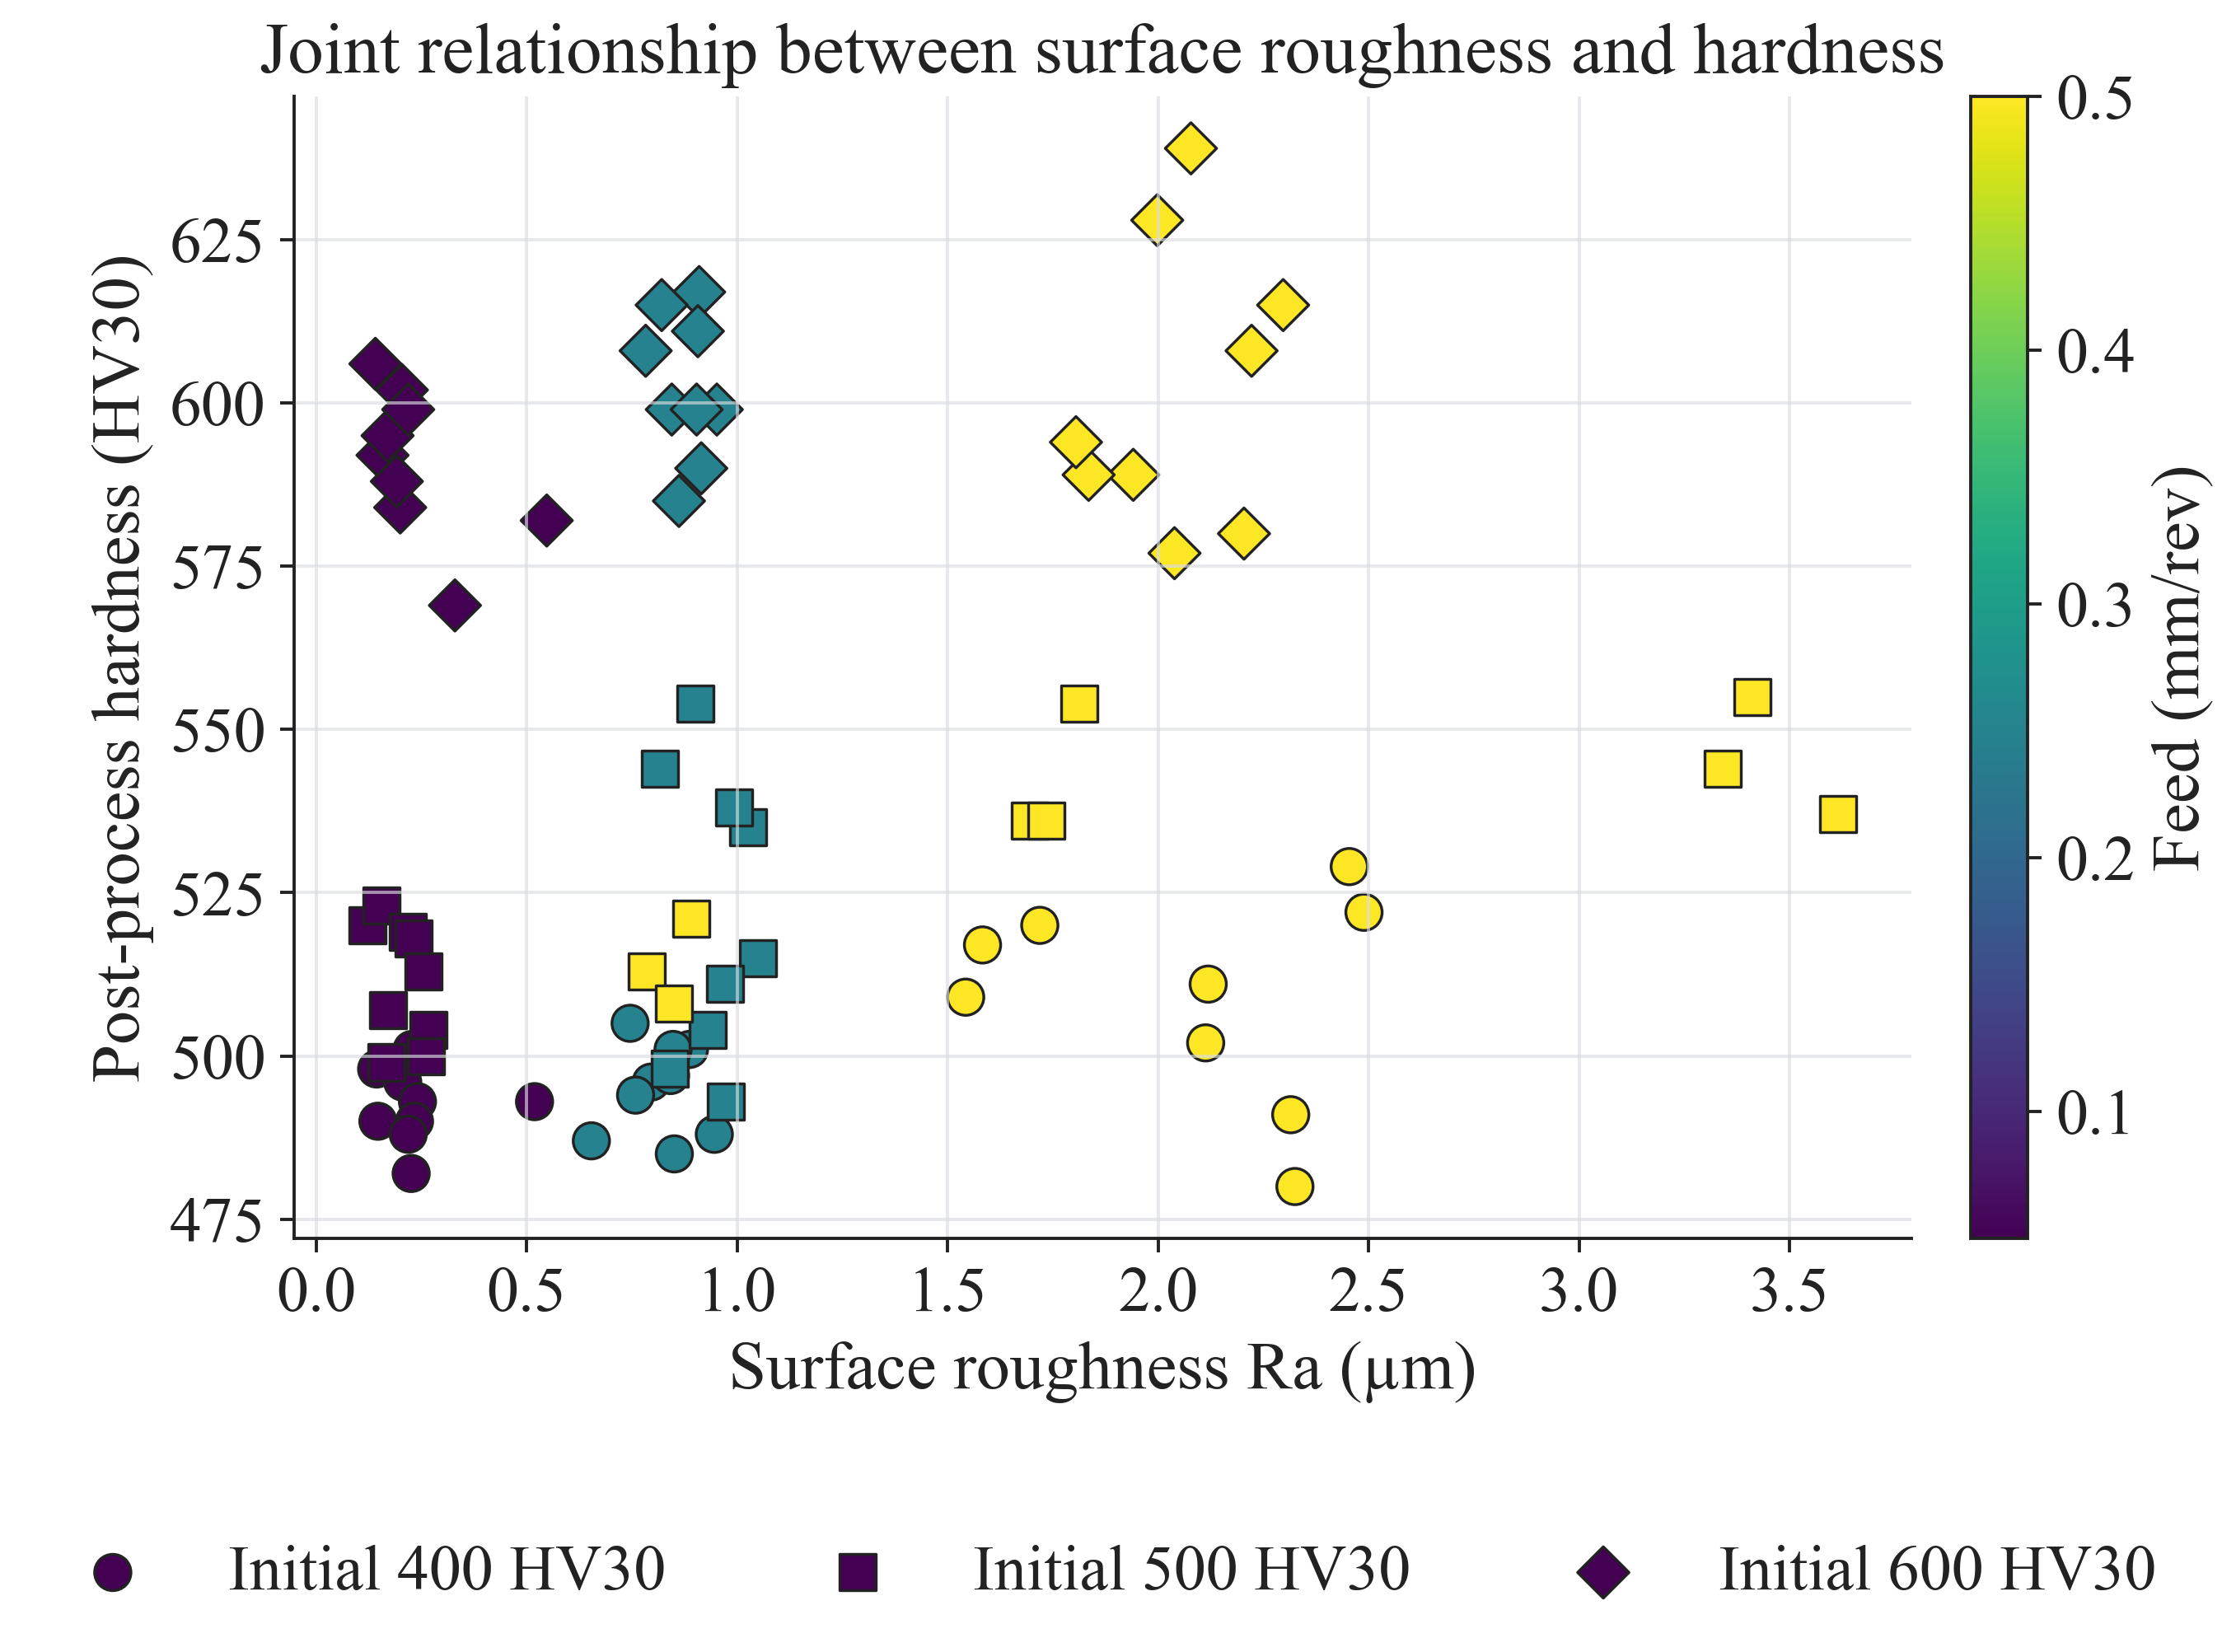 Joint relationship between surface roughness and hardness
Post-process hardness (HV30)
625
600
575
550
525
500
475
0.0 0.5 1.0 1.5 2.0 2.5 3.0 3.5
Surface roughness Ra (μm)
0.5
0.4
0.3
0.2
0.1
Feed (mm/rev)
Initial 400 HV30 Initial 500 HV30 Initial 600 HV30